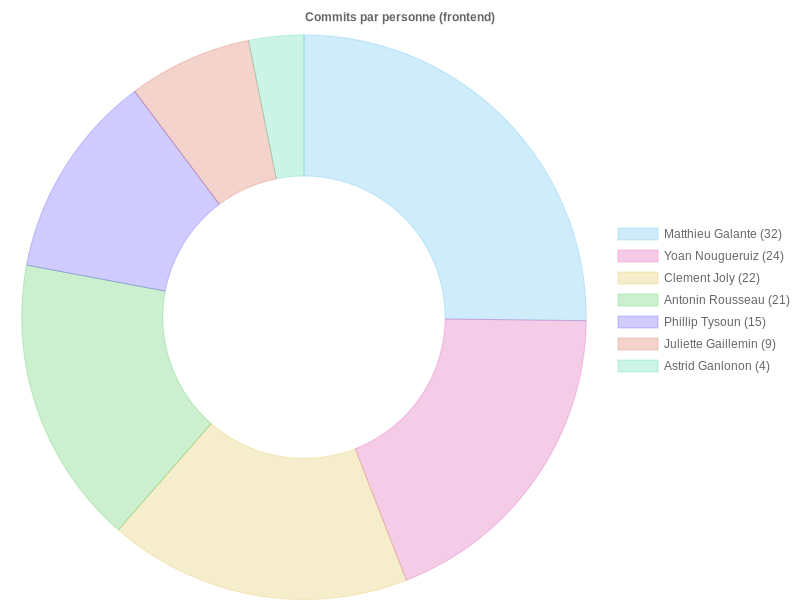 Commits par personne (frontend)
Matthieu Galante (32)
Yoan Nougueruiz (24)
Clement Joly (22)
Antonin Rousseau (21)
Phillip Tysoun (15)
Juliette Gaillemin (9)
Astrid Ganlonon (4)